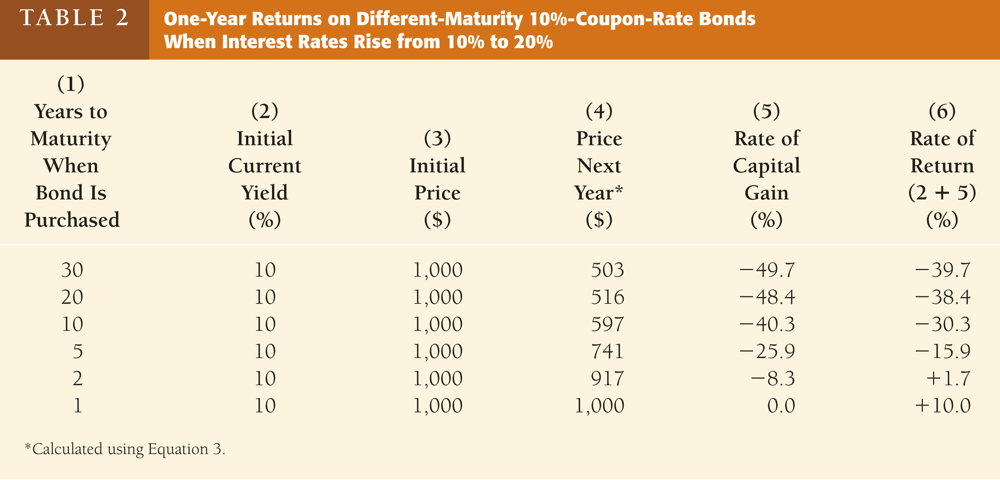 TABLE 2
One-Year Returns on Different-Maturity 10%-Coupon-Rate Bonds
When Interest Rates Rise from 10% to 20%
(1)
Years to (2) (4) (5) (6)
Maturity Initial (3) Price Rate of Rate of
When Current Initial Next Capital Return
Bond Is Yield Price Year* Gain (2 + 5)
Purchased (%) ($) ($) (%) (%)
30 10 1,000 503 −49.7 −39.7
20 10 1,000 516 −48.4 −38.4
10 10 1,000 597 −40.3 −30.3
5 10 1,000 741 −25.9 −15.9
2 10 1,000 917 −8.3 +1.7
1 10 1,000 1,000 0.0 +10.0
*Calculated using Equation 3.